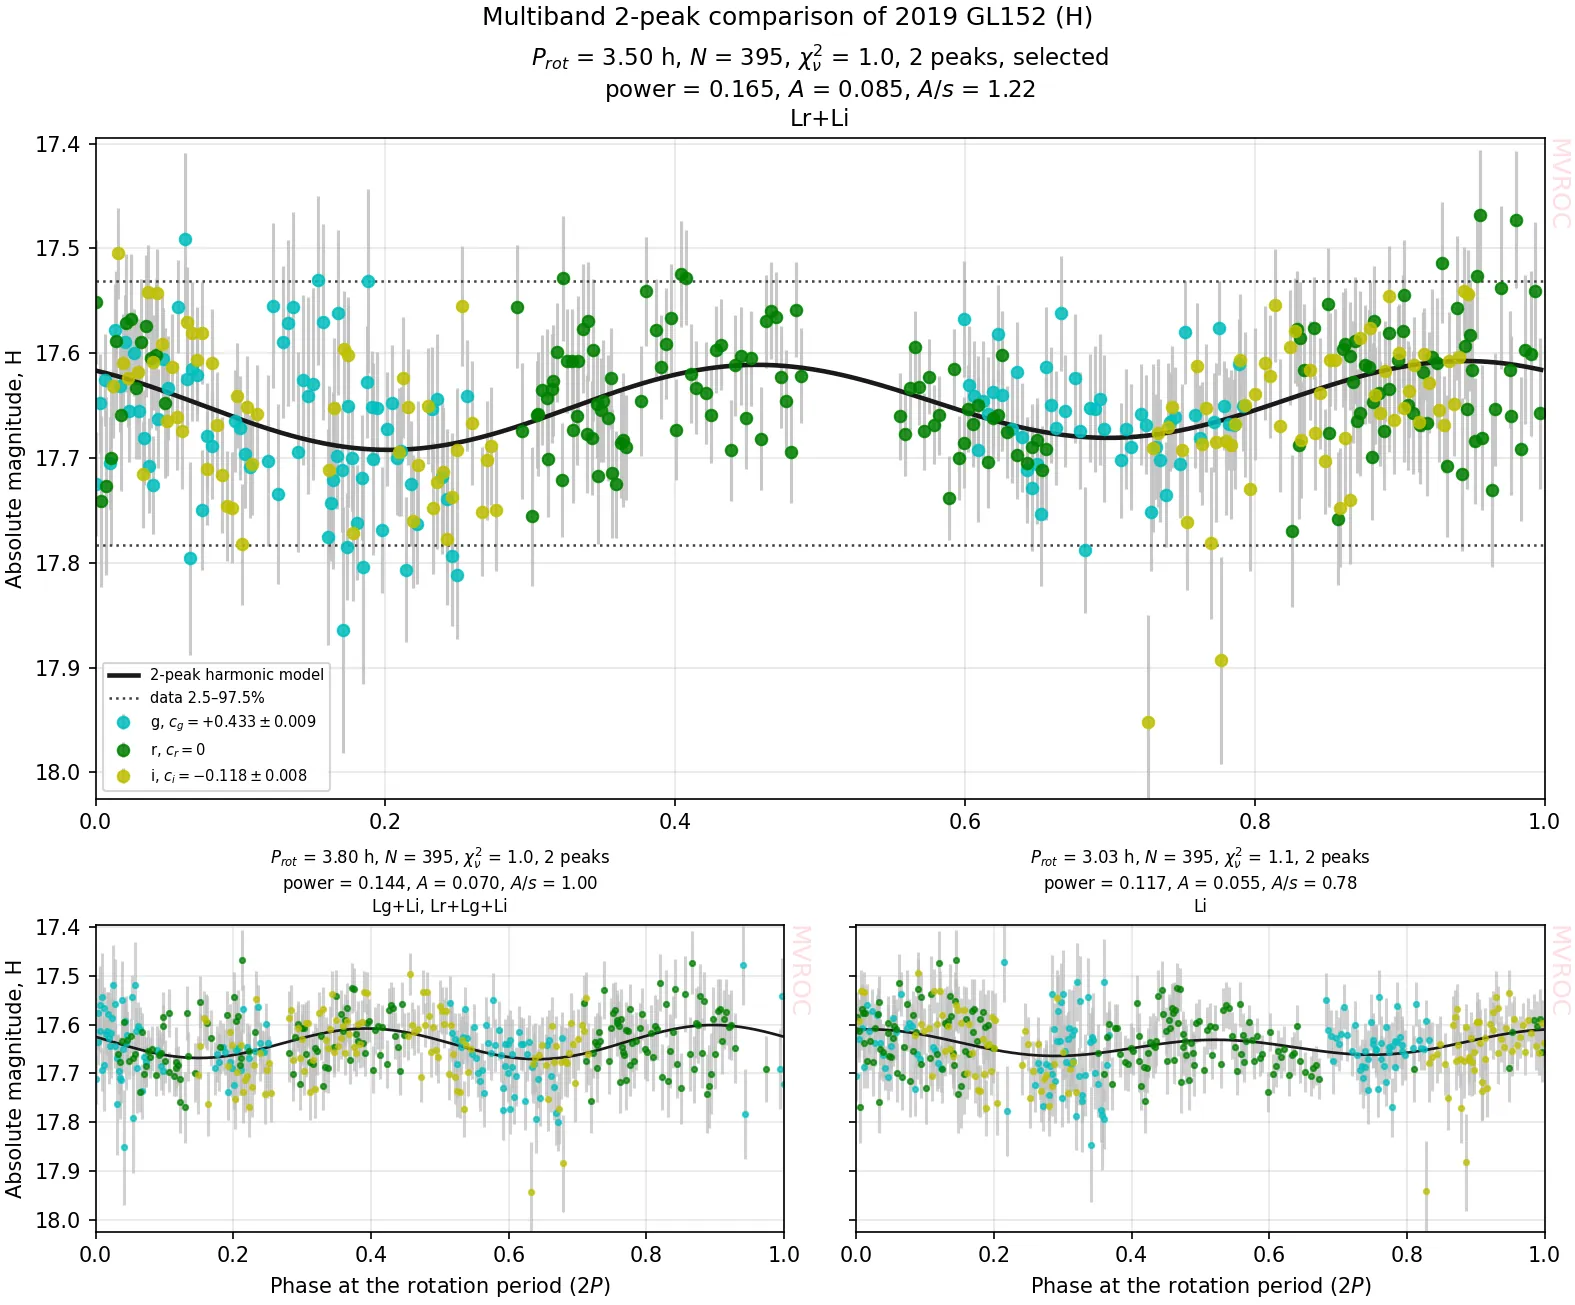 Multiband 2-peak comparison of 2019 GL152 (H)
P_rot = 3.50 h, N = 395, χ²_ν = 1.0, 2 peaks, selected
power = 0.165, A = 0.085, A/s = 1.22
Lr+Li
MVROC
Absolute magnitude, H
17.4
17.5
17.6
17.7
17.8
17.9
18.0
2-peak harmonic model
data 2.5–97.5%
g, c_g = +0.433 ± 0.009
r, c_r = 0
i, c_i = −0.118 ± 0.008
0.0 0.2 0.4 0.6 0.8 1.0
P_rot = 3.80 h, N = 395, χ²_ν = 1.0, 2 peaks
power = 0.144, A = 0.070, A/s = 1.00
Lg+Li, Lr+Lg+Li
MVROC
Absolute magnitude, H
17.4
17.5
17.6
17.7
17.8
17.9
18.0
0.0 0.2 0.4 0.6 0.8 1.0
Phase at the rotation period (2P)
P_rot = 3.03 h, N = 395, χ²_ν = 1.1, 2 peaks
power = 0.117, A = 0.055, A/s = 0.78
Li
MVROC
0.0 0.2 0.4 0.6 0.8 1.0
Phase at the rotation period (2P)